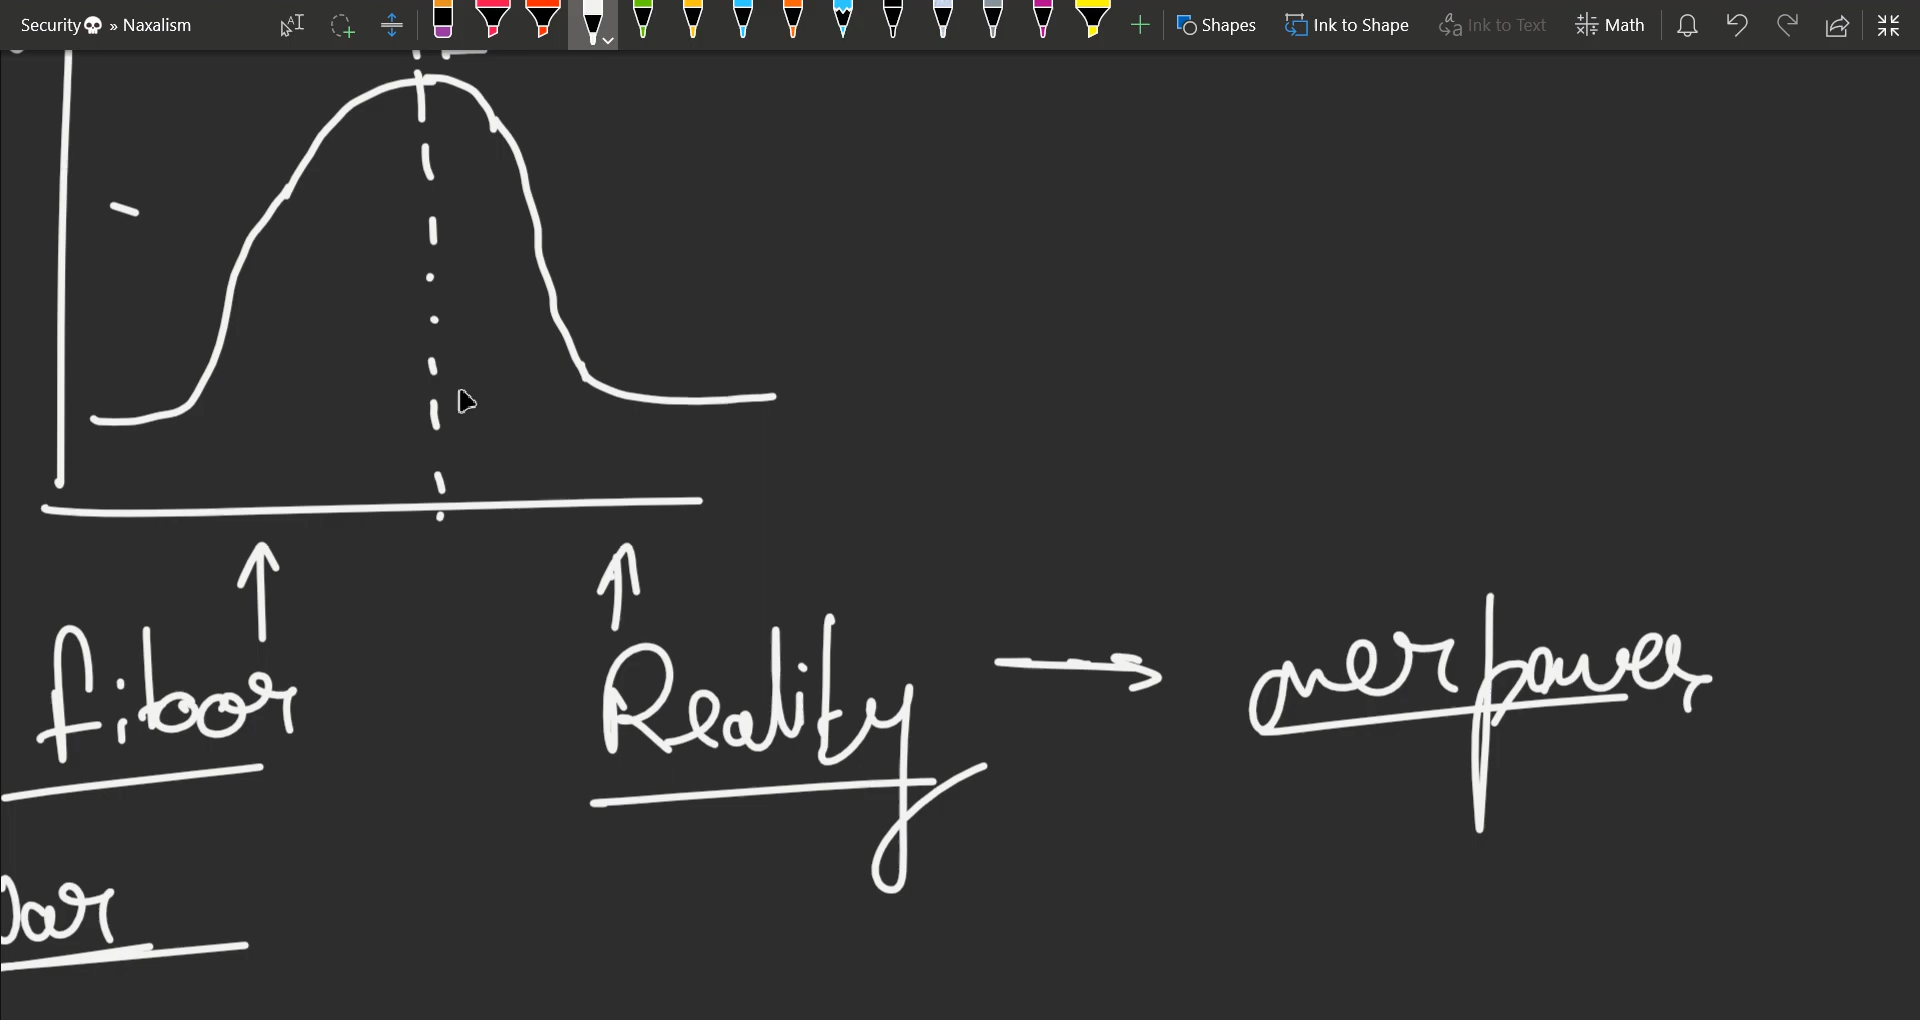 Security💀 » Naxalism
Shapes
Ink to Shape
Ink to Text
Math
Reality → overpower